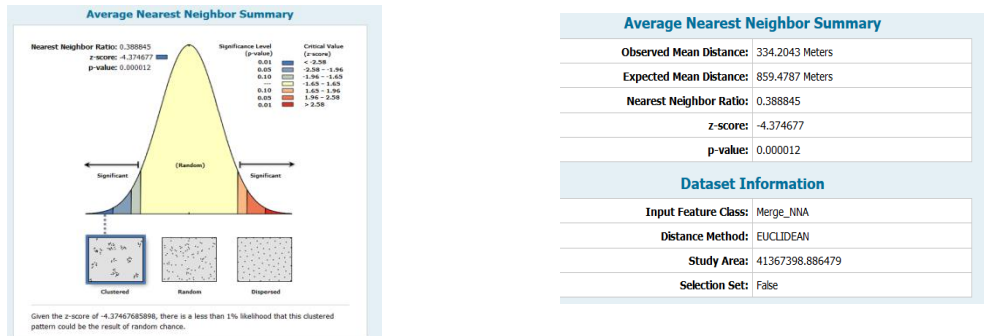 Average Nearest Neighbor Summary
Nearest Neighbor Ratio: 0.388845
z-score: -4.374677
p-value: 0.000012
Significance Level
(p-value)
Critical Value
(z-score)
0.01 < -2.58
0.05 -2.58 - -1.96
0.10 -1.96 - -1.65
--- -1.65 - 1.65
0.10 1.65 - 1.96
0.05 1.96 - 2.58
0.01 > 2.58
(Random)
Significant
Significant
Clustered
Random
Dispersed
Given the z-score of -4.37467685898, there is a less than 1% likelihood that this clustered
pattern could be the result of random chance.
Average Nearest Neighbor Summary
Observed Mean Distance: 334.2043 Meters
Expected Mean Distance: 859.4787 Meters
Nearest Neighbor Ratio: 0.388845
z-score: -4.374677
p-value: 0.000012
Dataset Information
Input Feature Class: Merge_NNA
Distance Method: EUCLIDEAN
Study Area: 41367398.886479
Selection Set: False